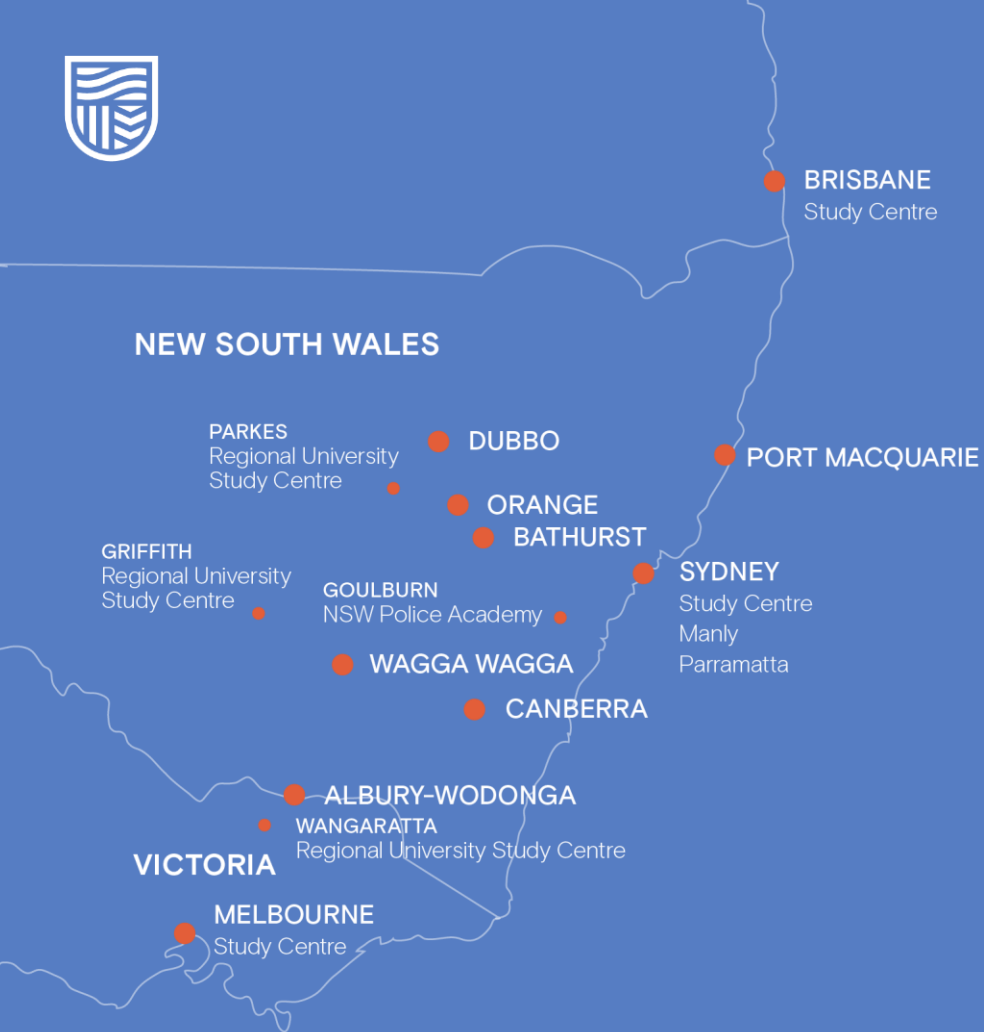 BRISBANE
Study Centre
NEW SOUTH WALES
PARKES
Regional University
Study Centre
DUBBO
PORT MACQUARIE
ORANGE
BATHURST
GRIFFITH
Regional University
Study Centre
GOULBURN
NSW Police Academy
SYDNEY
Study Centre
Manly
Parramatta
WAGGA WAGGA
CANBERRA
ALBURY-WODONGA
WANGARATTA
Regional University Study Centre
VICTORIA
MELBOURNE
Study Centre